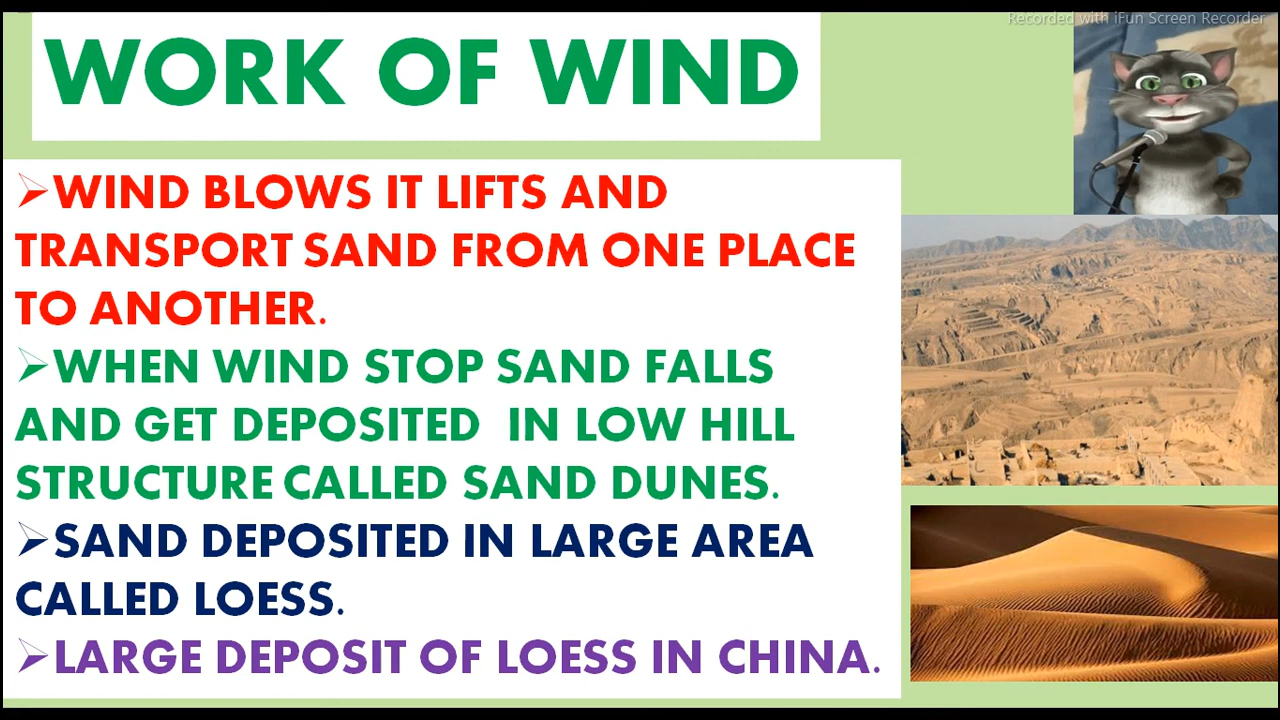 Recorded with iFun Screen Recorder
WORK OF WIND
➢WIND BLOWS IT LIFTS AND
TRANSPORT SAND FROM ONE PLACE
TO ANOTHER.
➢WHEN WIND STOP SAND FALLS
AND GET DEPOSITED IN LOW HILL
STRUCTURE CALLED SAND DUNES.
➢SAND DEPOSITED IN LARGE AREA
CALLED LOESS.
➢LARGE DEPOSIT OF LOESS IN CHINA.